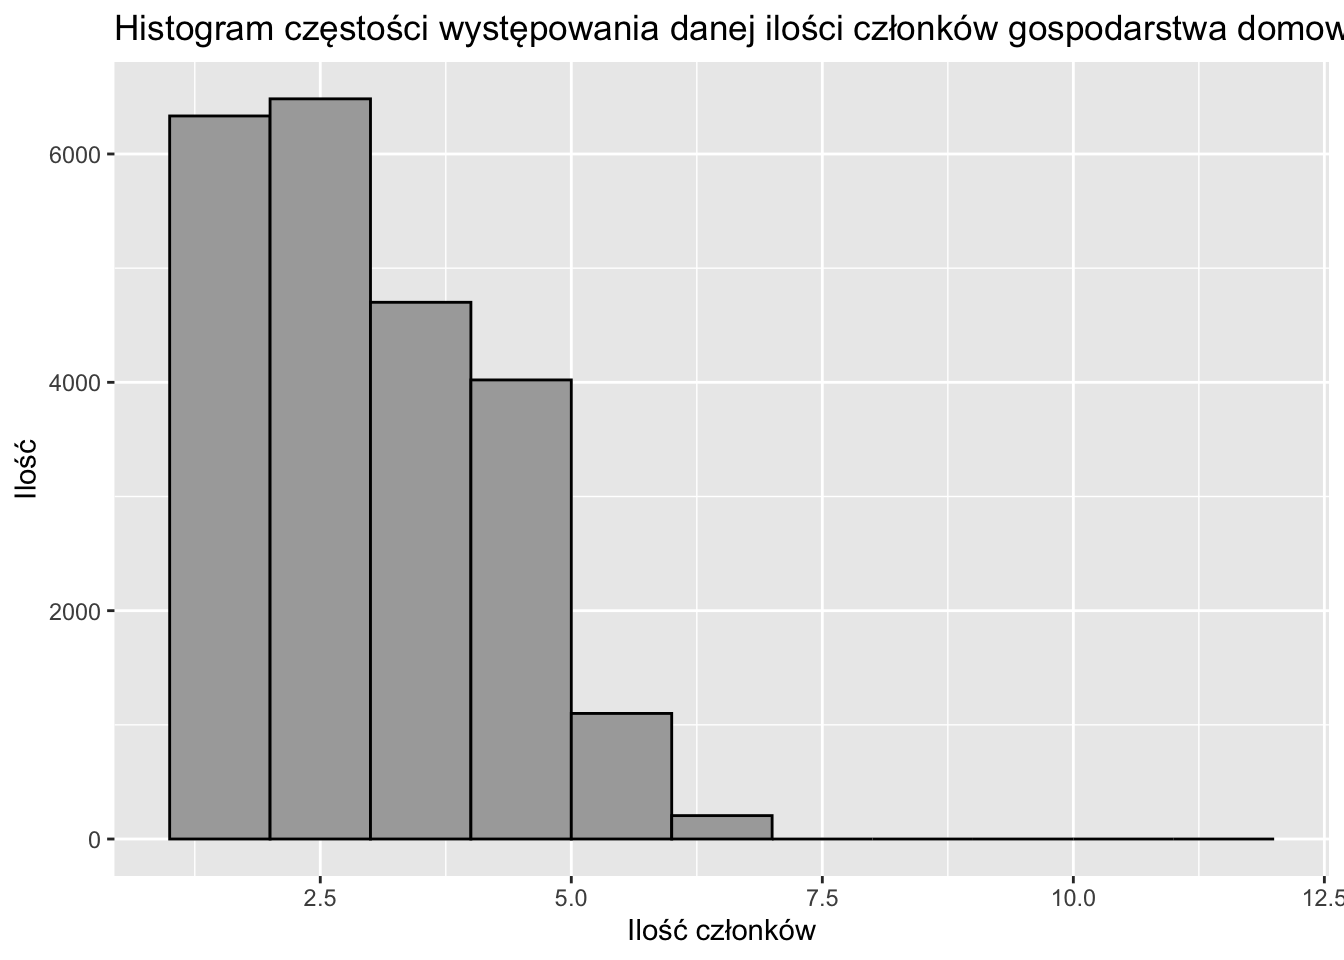 Histogram częstości występowania danej ilości członków gospodarstwa domow
Ilość
6000
4000
2000
0
2.5 5.0 7.5 10.0 12.5
Ilość członków